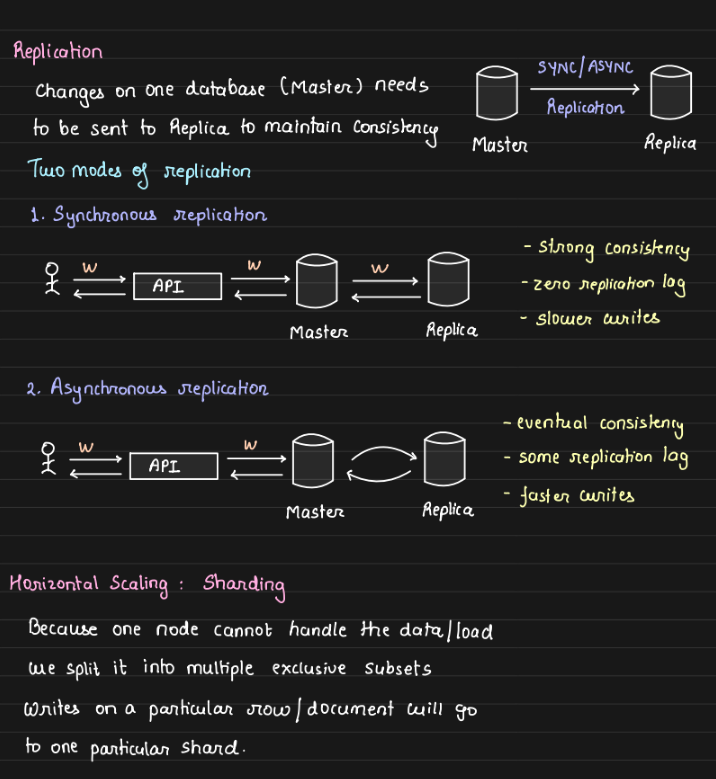 Replication
Changes on one database (Master) needs
to be sent to Replica to maintain Consistency
SYNC/ASYNC
Replication
Master
Replica
Two modes of replication
1. Synchronous replication
W
W
W
API
Master
Replica
- strong consistency
- zero replication lag
- slower writes
2. Asynchronous replication
W
W
API
Master
Replica
- eventual consistency
- some replication lag
- faster writes
Horizontal Scaling : Sharding
Because one node cannot handle the data/load
we split it into multiple exclusive subsets
Writes on a particular row/document will go
to one particular shard.